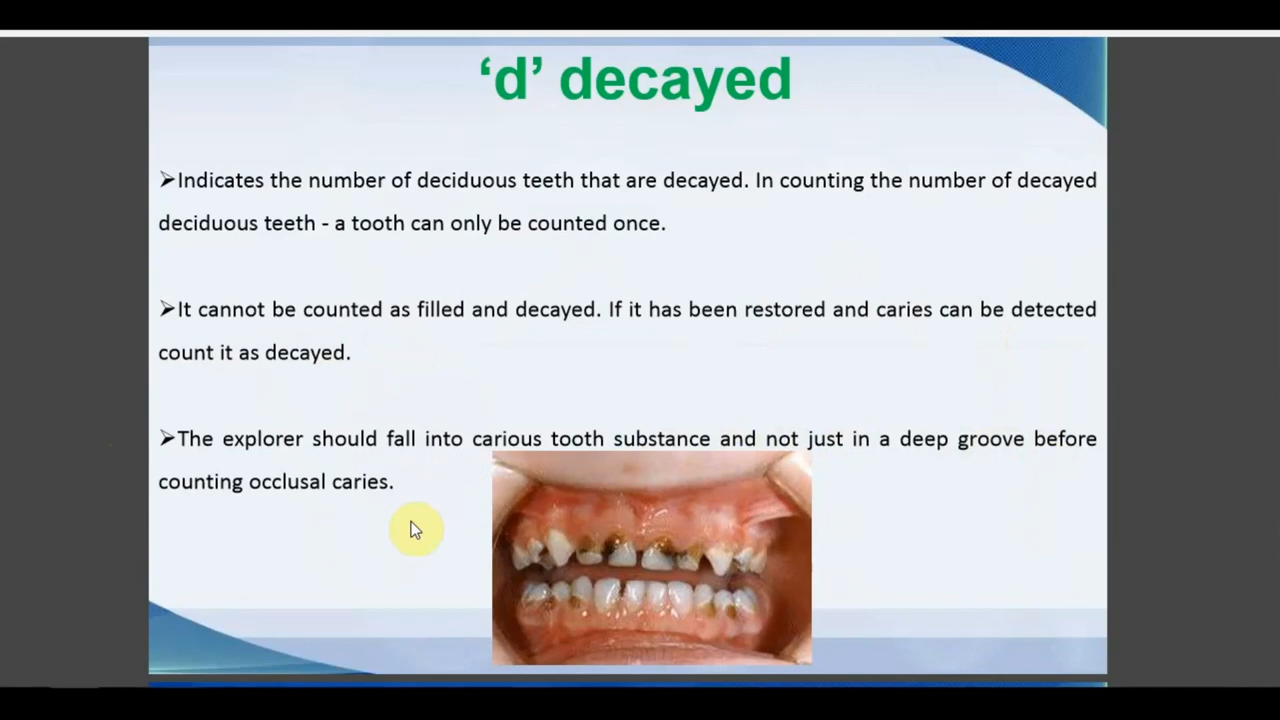 ‘d’ decayed
➢Indicates the number of deciduous teeth that are decayed. In counting the number of decayed
deciduous teeth - a tooth can only be counted once.
➢It cannot be counted as filled and decayed. If it has been restored and caries can be detected
count it as decayed.
➢The explorer should fall into carious tooth substance and not just in a deep groove before
counting occlusal caries.